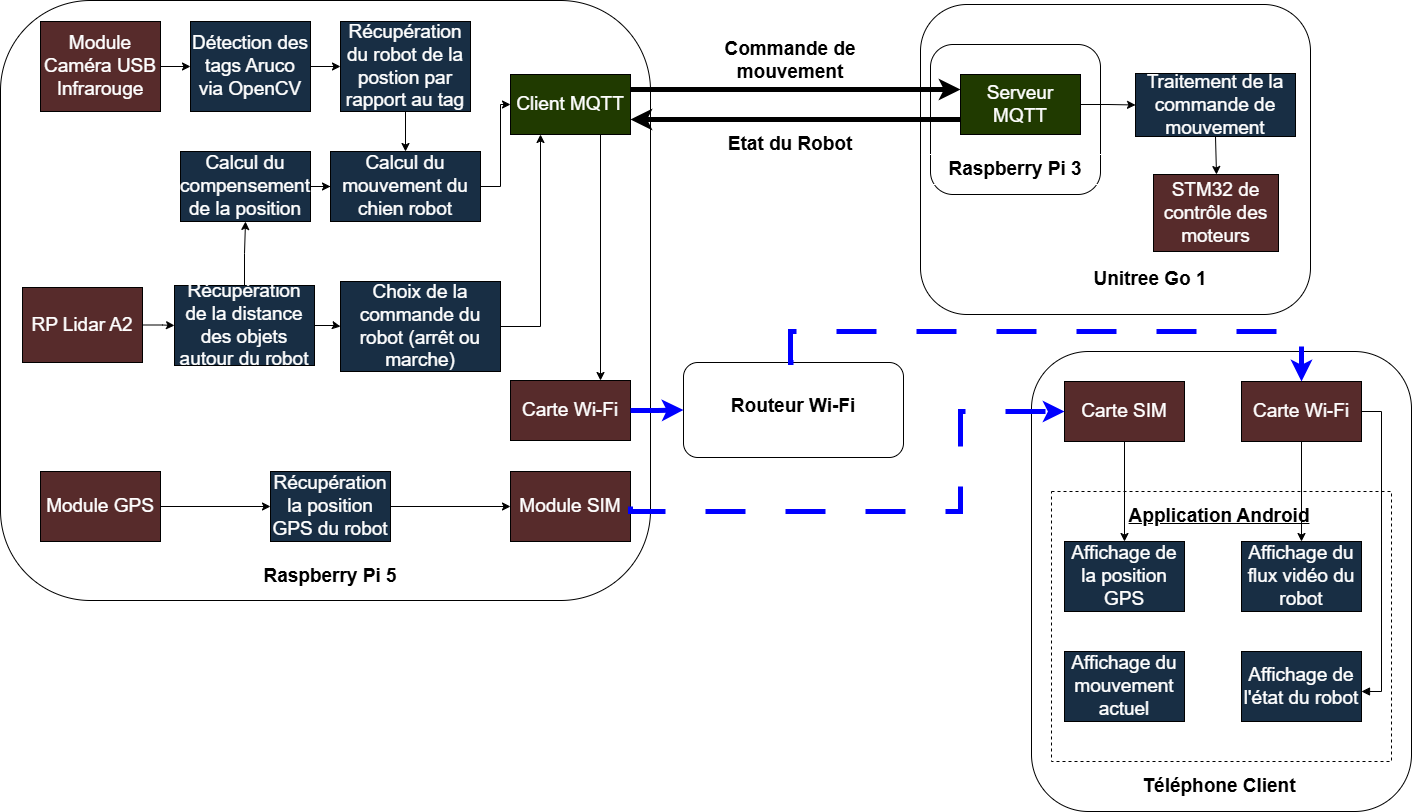 Module
Caméra USB
Infrarouge
Détection des
tags Aruco
via OpenCV
Récupération
du robot de la
postion par
rapport au tag
Client MQTT
Commande de
mouvement
Etat du Robot
Serveur
MQTT
Raspberry Pi 3
Traitement de la
commande de
mouvement
STM32 de
contrôle des
moteurs
Unitree Go 1
Calcul du
compensement
de la position
Calcul du
mouvement du
chien robot
RP Lidar A2
Récupération
de la distance
des objets
autour du robot
Choix de la
commande du
robot (arrêt ou
marche)
Carte Wi-Fi
Routeur Wi-Fi
Module GPS
Récupération
la position
GPS du robot
Module SIM
Raspberry Pi 5
Carte SIM
Carte Wi-Fi
Application Android
Affichage de
la position
GPS
Affichage du
flux vidéo du
robot
Affichage du
mouvement
actuel
Affichage de
l'état du robot
Téléphone Client